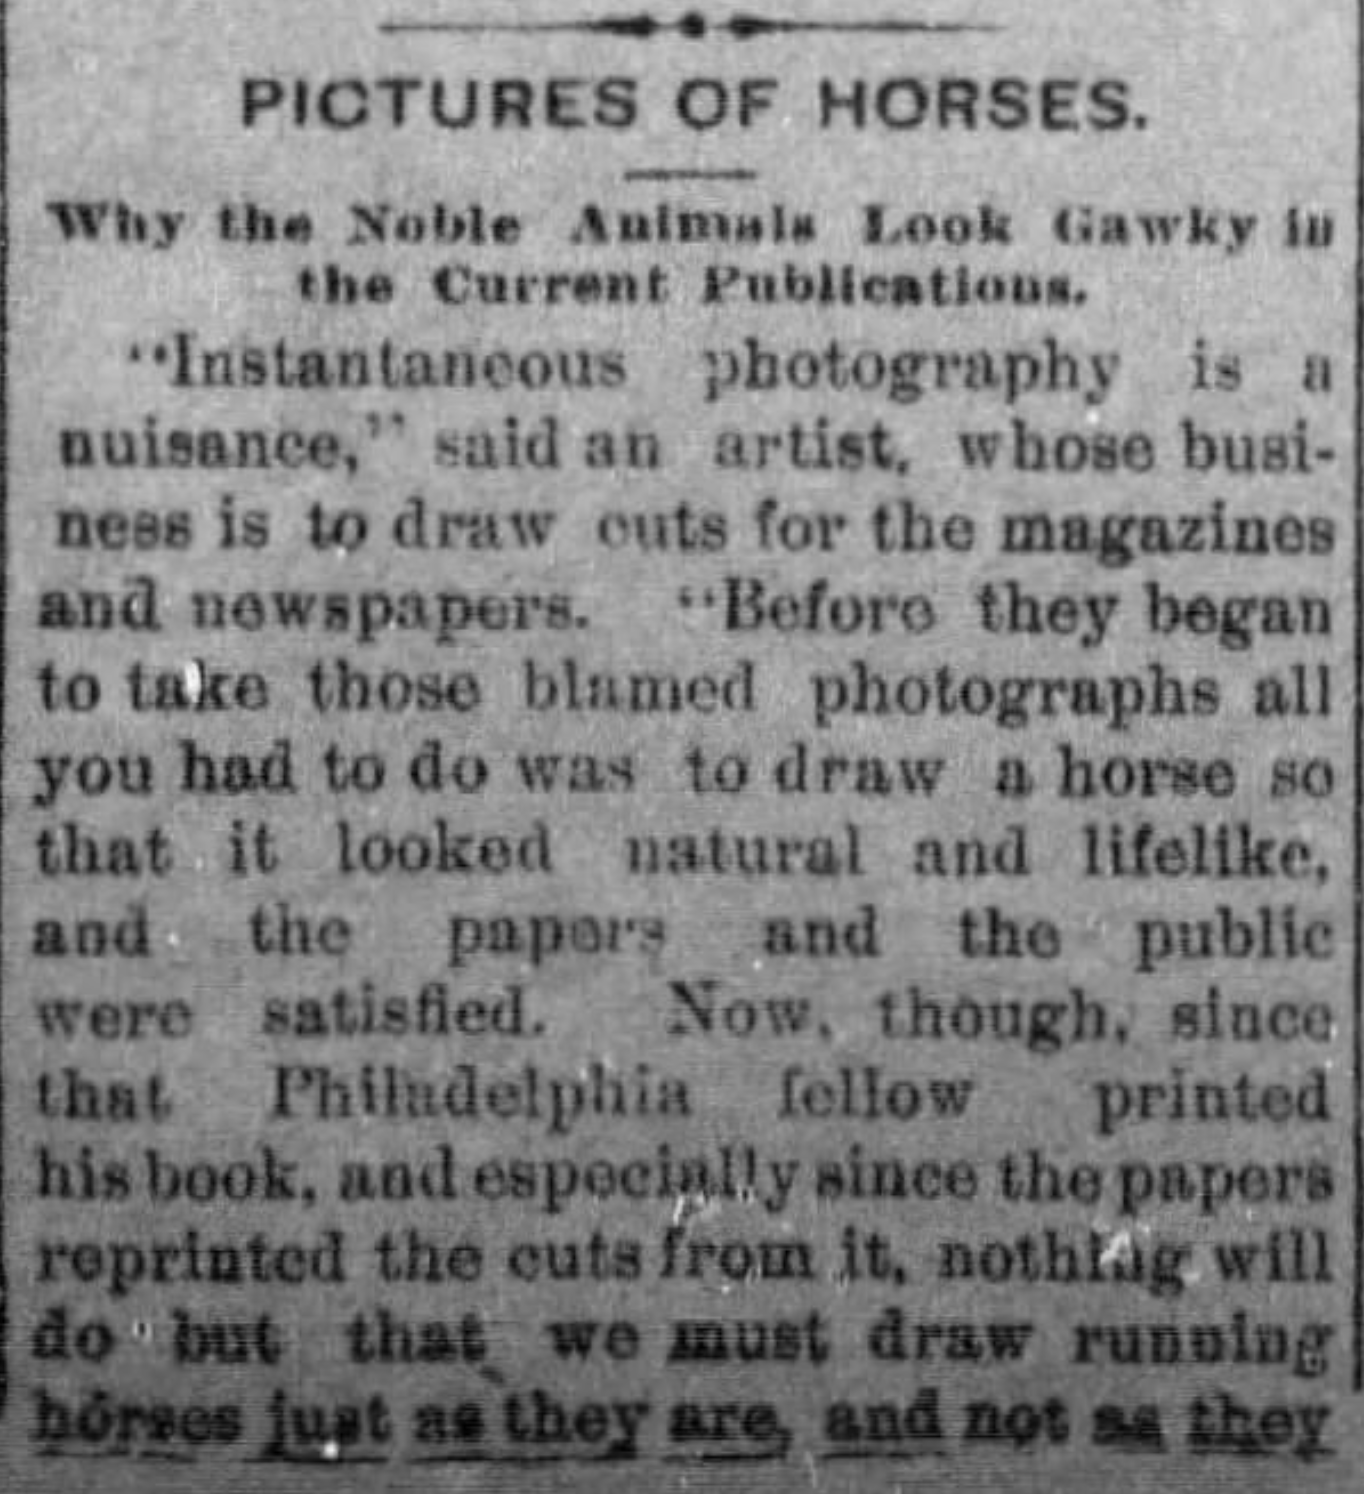 PICTURES OF HORSES.
Why the Noble Animals Look Gawky in
the Current Publications.
"Instantaneous photography is a
nuisance," said an artist, whose busi-
ness is to draw cuts for the magazines
and newspapers. "Before they began
to take those blamed photographs all
you had to do was to draw a horse so
that it looked natural and lifelike,
and the papers and the public
were satisfied. Now, though, since
that Philadelphia fellow printed
his book, and especially since the papers
reprinted the cuts from it, nothing will
do but that we must draw running
horses just as they are, and not as they